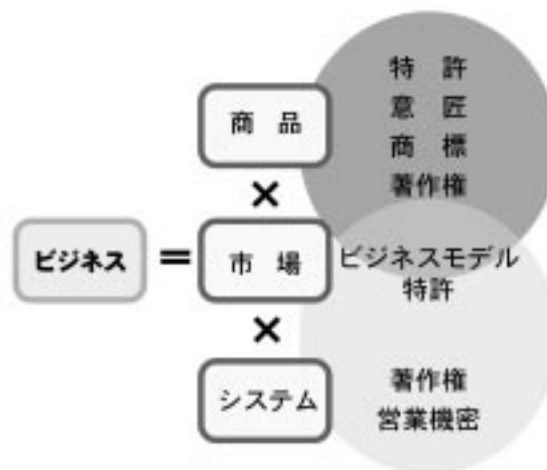 特 許
意 匠
商 標
著作権
商 品
×
ビジネス = 市 場
ビジネスモデル
特許
×
システム
著作権
営業機密